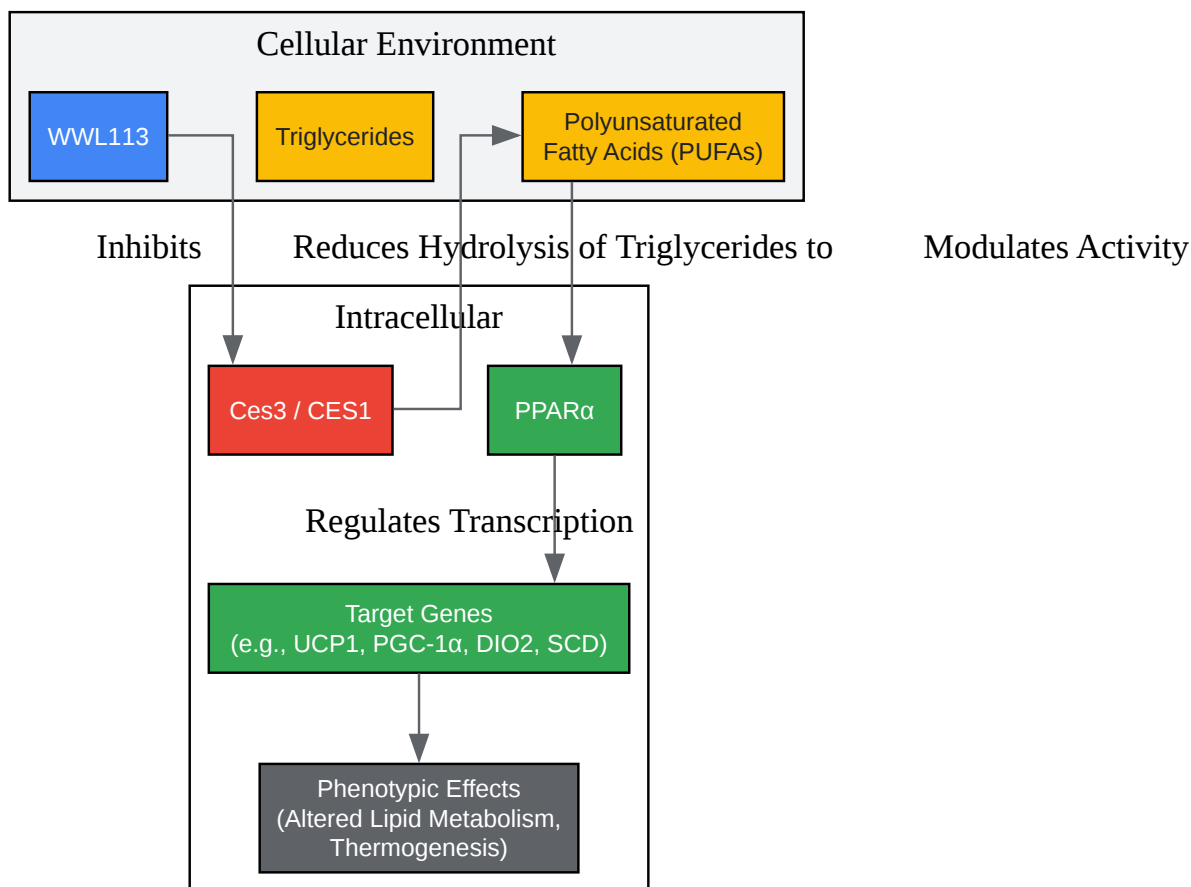 Cellular Environment
WWL113
Triglycerides
Polyunsaturated
Fatty Acids (PUFAs)
Inhibits
Reduces Hydrolysis of Triglycerides to
Modulates Activity
Intracellular
Ces3 / CES1
PPARα
Regulates Transcription
Target Genes
(e.g., UCP1, PGC-1α, DIO2, SCD)
Phenotypic Effects
(Altered Lipid Metabolism,
Thermogenesis)